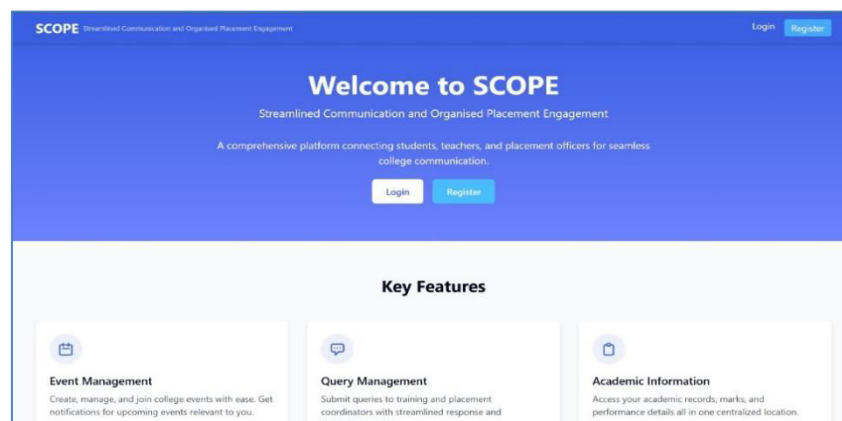 SCOPE Streamlined Communication and Organised Placement Engagement
Login Register
Welcome to SCOPE
Streamlined Communication and Organised Placement Engagement
A comprehensive platform connecting students, teachers, and placement officers for seamless
college communication.
Login Register
Key Features
Event Management
Create, manage, and join college events with ease. Get
notifications for upcoming events relevant to you.
Query Management
Submit queries to training and placement
coordinators with streamlined response and
Academic Information
Access your academic records, marks, and
performance details all in one centralized location.